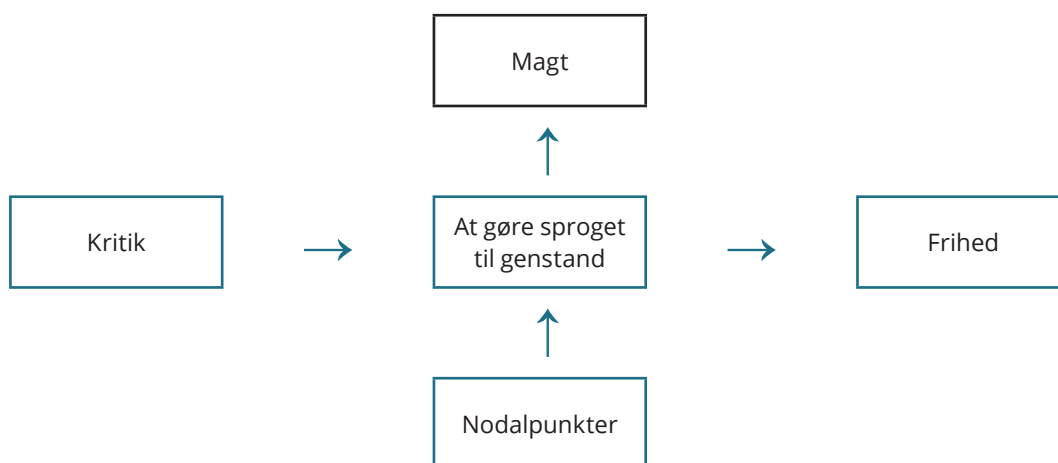 Magt
Kritik
At gøre sproget
til genstand
Frihed
Nodalpunkter